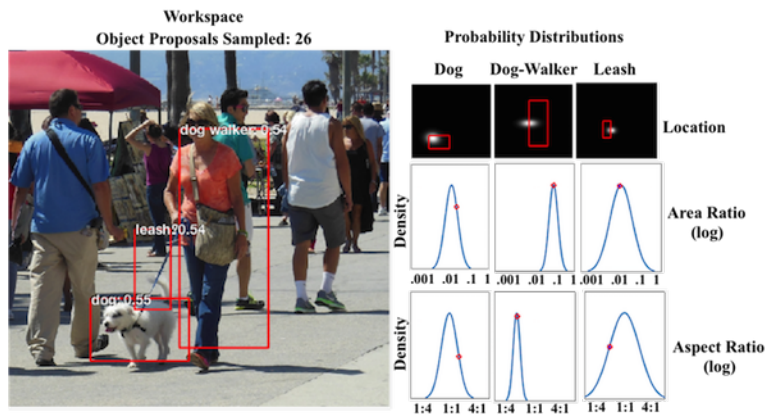 Workspace
Object Proposals Sampled: 26
Probability Distributions
Dog
Dog-Walker
Leash
Location
dog walker: 0.54
leash?0.54
dog: 0.55
Density
.001 .01 .1 1
.001 .01 .1 1
.001 .01 .1 1
Area Ratio
(log)
Density
1:4 1:1 4:1
1:4 1:1 4:1
1:4 1:1 4:1
Aspect Ratio
(log)